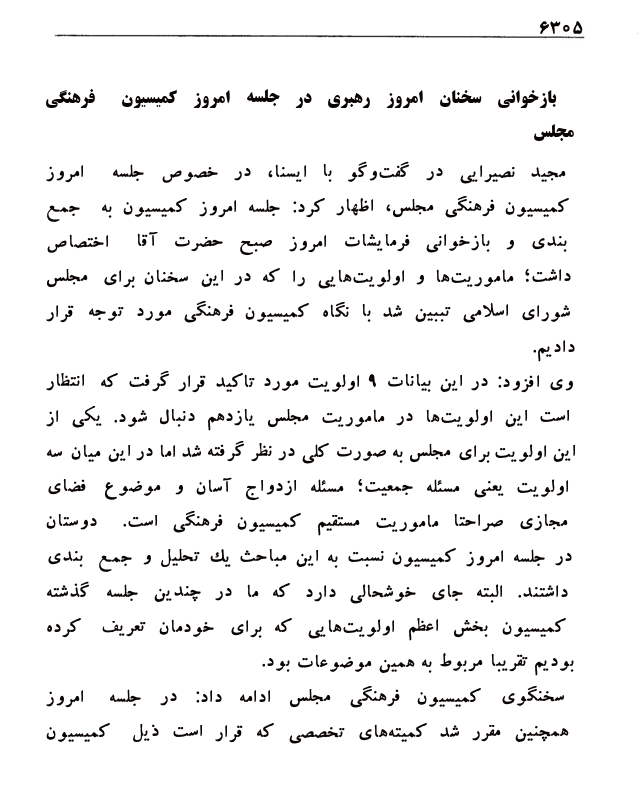 ۶۳۰۵
بازخوانی سخنان امروز رهبری در جلسه امروز کمیسیون فرهنگی
مجلس
مجید نصیرایی در گفت‌وگو با ایسنا، در خصوص جلسه امروز
کمیسیون فرهنگی مجلس، اظهار کرد: جلسه امروز کمیسیون به جمع
بندی و بازخوانی فرمایشات امروز صبح حضرت آقا اختصاص
داشت؛ ماموریت‌ها و اولویت‌هایی را که در این سخنان برای مجلس
شورای اسلامی تبیین شد با نگاه کمیسیون فرهنگی مورد توجه قرار
دادیم.
وی افزود: در این بیانات ۹ اولویت مورد تاکید قرار گرفت که انتظار
است این اولویت‌ها در ماموریت مجلس یازدهم دنبال شود. یکی از
این اولویت برای مجلس به صورت کلی در نظر گرفته شد اما در این میان سه
اولویت یعنی مسئله جمعیت؛ مسئله ازدواج آسان و موضوع فضای
مجازی صراحتا ماموریت مستقیم کمیسیون فرهنگی است. دوستان
در جلسه امروز کمیسیون نسبت به این مباحث یك تحلیل و جمع بندی
داشتند. البته جای خوشحالی دارد که ما در چندین جلسه گذشته
کمیسیون بخش اعظم اولویت‌هایی که برای خودمان تعریف کرده
بودیم تقریبا مربوط به همین موضوعات بود.
سخنگوی کمیسیون فرهنگی مجلس ادامه داد: در جلسه امروز
همچنین مقرر شد کمیته‌های تخصصی که قرار است ذیل کمیسیون